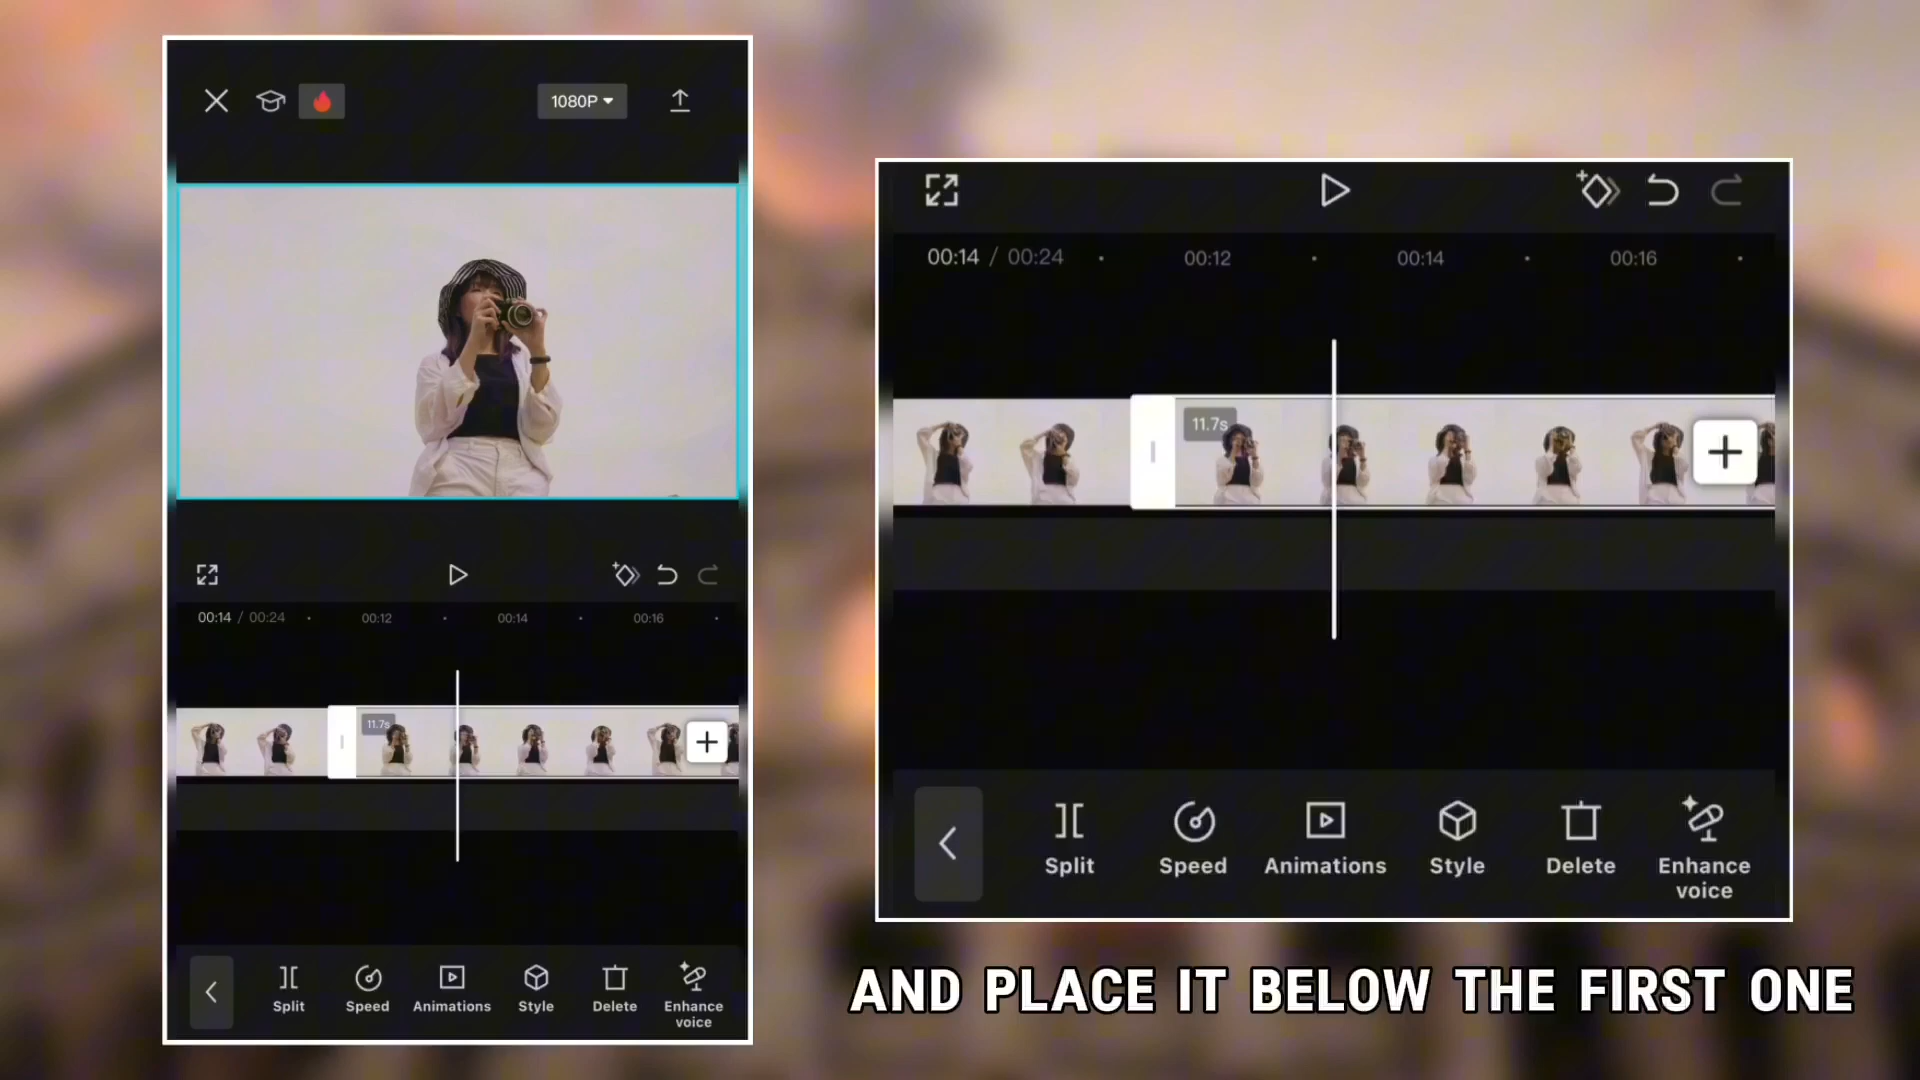 1080P
00:14 / 00:24
00:12
00:14
00:16
11.7s
Split
Speed
Animations
Style
Delete
Enhance
voice
00:14 / 00:24
00:12
00:14
00:16
11.7s
Split
Speed
Animations
Style
Delete
Enhance
voice
AND PLACE IT BELOW THE FIRST ONE